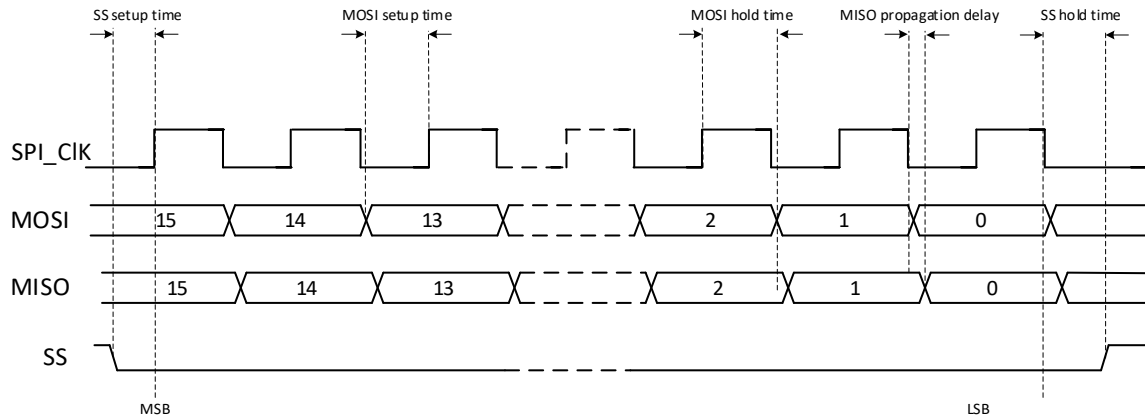 SS setup time MOSI setup time MOSI hold time MISO propagation delay SS hold time
SPI_ClK
MOSI 15 14 13 2 1 0
MISO 15 14 13 2 1 0
SS
MSB LSB